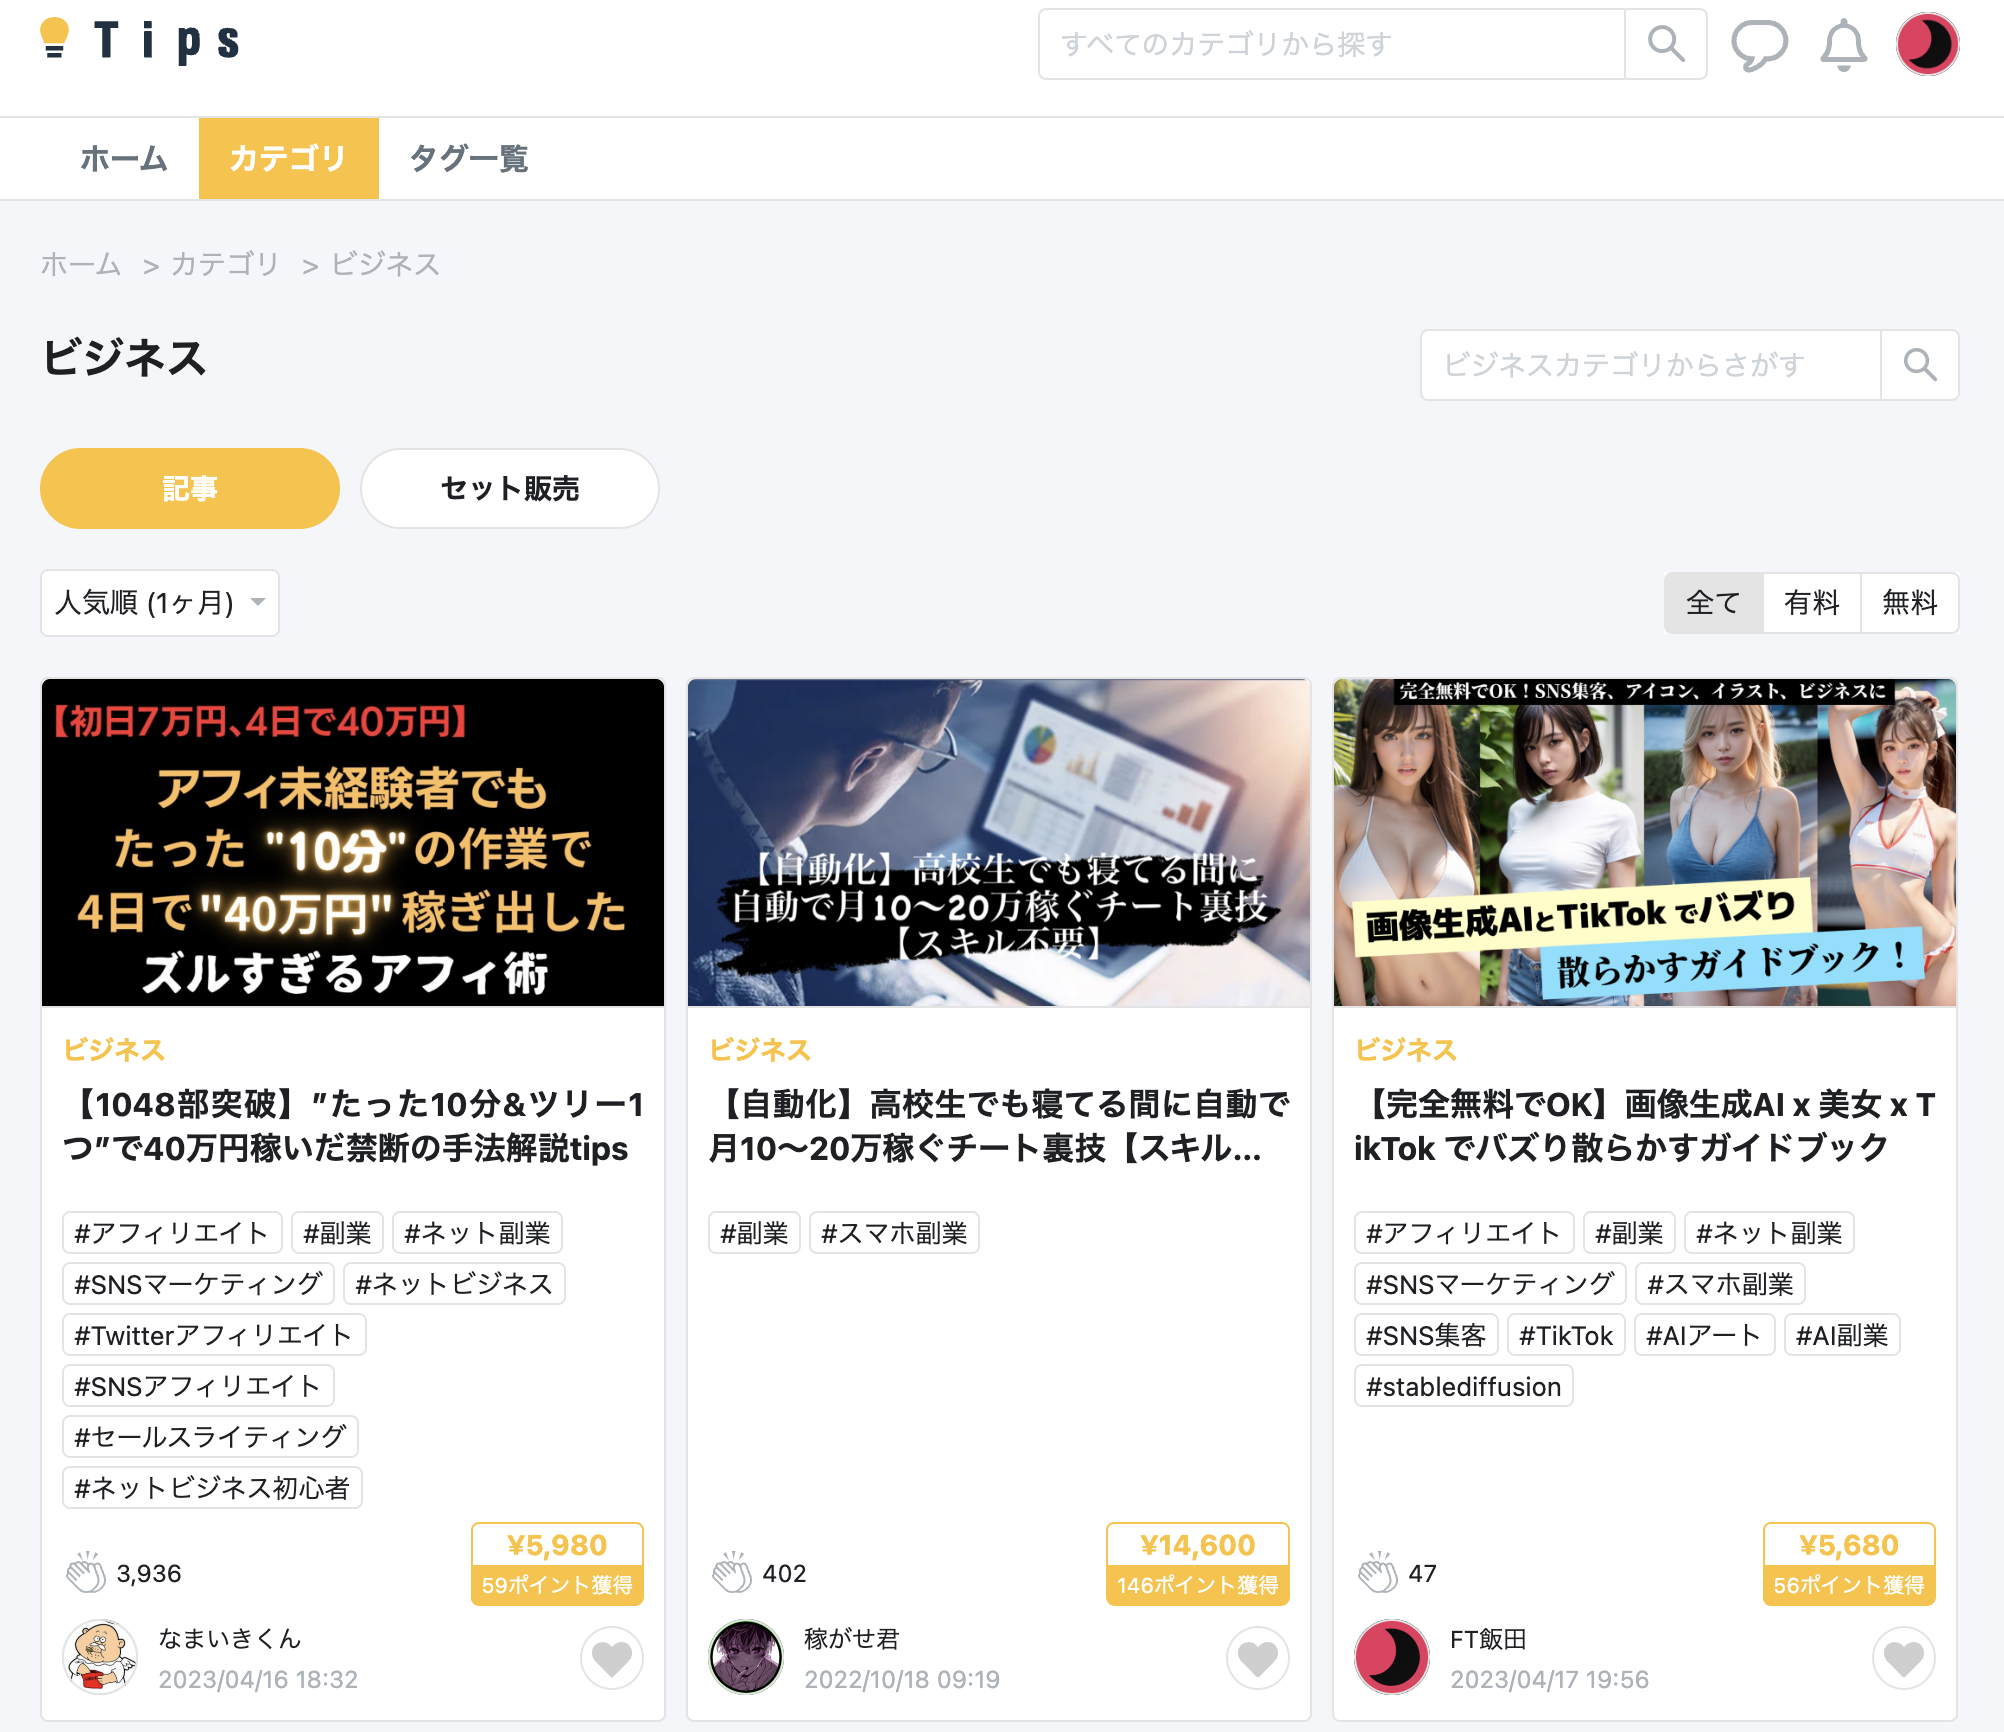 Tips
すべてのカテゴリから探す
ホーム
カテゴリ
タグ一覧
ホーム > カテゴリ > ビジネス
ビジネス
ビジネスカテゴリからさがす
記事
セット販売
人気順 (1ヶ月)
全て
有料
無料
【初日7万円、4日で40万円】
アフィ未経験者でも
たった "10分"の作業で
4日で"40万円"稼ぎ出した
ズルすぎるアフィ術
ビジネス
【1048部突破】″たった10分&ツリー1
つ″で40万円稼いだ禁断の手法解説tips
#アフィリエイト #副業 #ネット副業
#SNSマーケティング #ネットビジネス
#Twitterアフィリエイト
#SNSアフィリエイト
#セールスライティング
#ネットビジネス初心者
3,936
¥5,980
59ポイント獲得
なまいきくん
2023/04/16 18:32
【自動化】高校生でも寝てる間に
自動で月10〜20万稼ぐチート裏技
【スキル不要】
ビジネス
【自動化】高校生でも寝てる間に自動で
月10〜20万稼ぐチート裏技【スキル...
#副業 #スマホ副業
402
¥14,600
146ポイント獲得
稼がせ君
2022/10/18 09:19
完全無料でOK！SNS集客、アイコン、イラスト、ビジネスに
画像生成AIとTikTok でバズり
散らかすガイドブック！
ビジネス
【完全無料でOK】画像生成AI x 美女 x T
ikTok でバズり散らかすガイドブック
#アフィリエイト #副業 #ネット副業
#SNSマーケティング #スマホ副業
#SNS集客 #TikTok #AIアート #AI副業
#stablediffusion
47
¥5,680
56ポイント獲得
FT飯田
2023/04/17 19:56